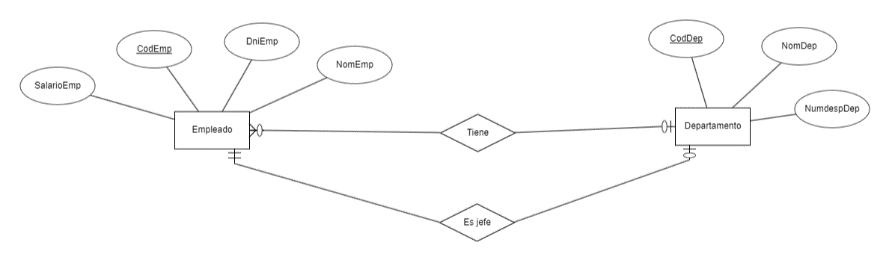 CodEmp
DniEmp
NomEmp
SalarioEmp
Empleado
Tiene
CodDep
NomDep
NumdespDep
Departamento
Es jefe